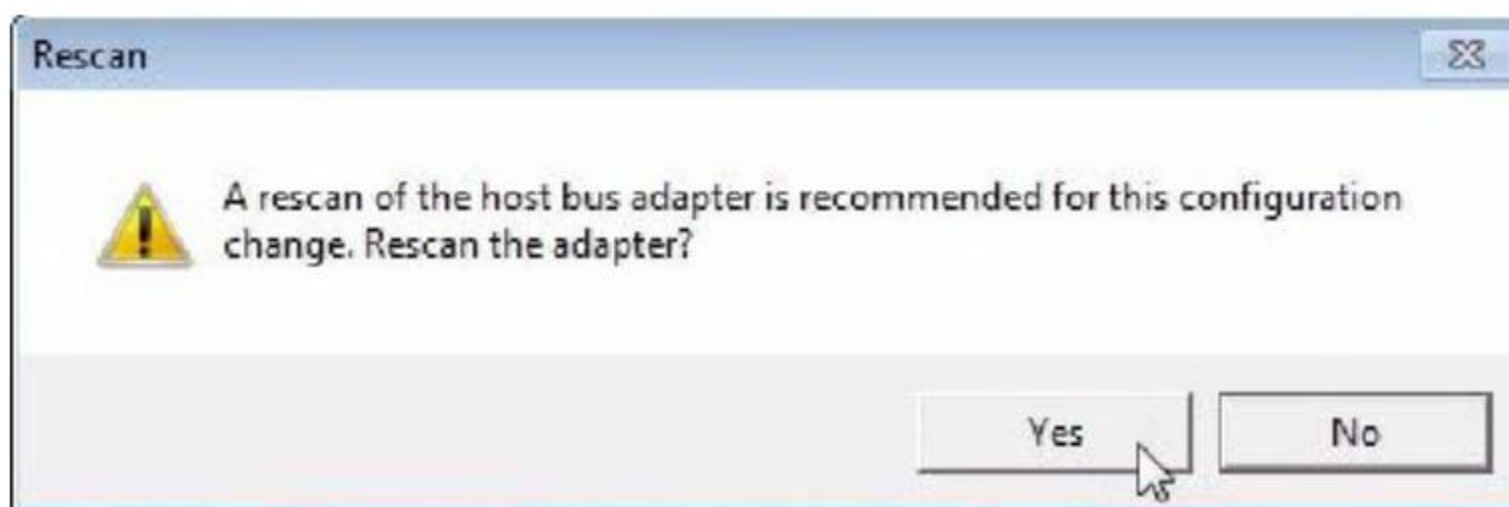 Rescan
A rescan of the host bus adapter is recommended for this configuration
change. Rescan the adapter?
Yes
No